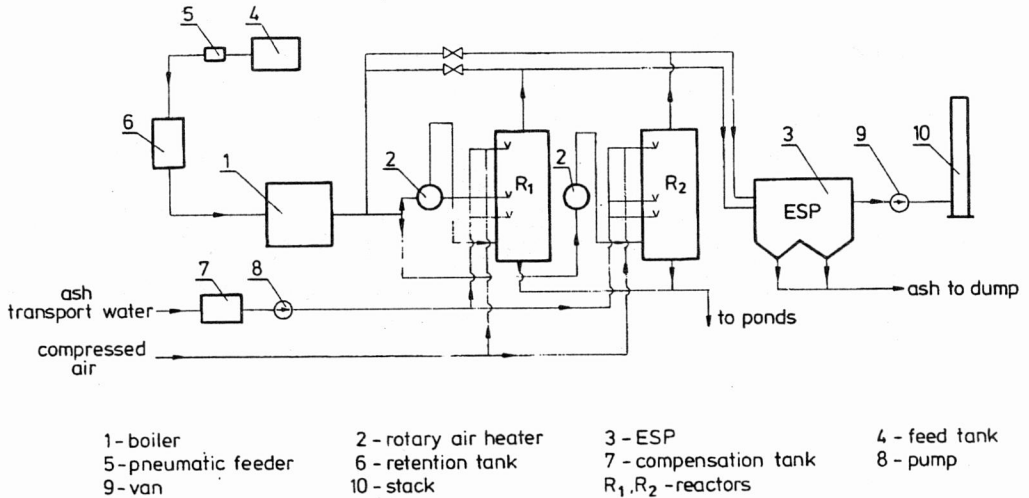 5
4
6
1
2
R1
2
R2
3
ESP
9
10
7
8
ash
transport water
ash to dump
to ponds
compressed
air
1 - boiler 2 - rotary air heater 3 - ESP 4 - feed tank
5 - pneumatic feeder 6 - retention tank 7 - compensation tank 8 - pump
9 - van 10 - stack R1, R2 - reactors